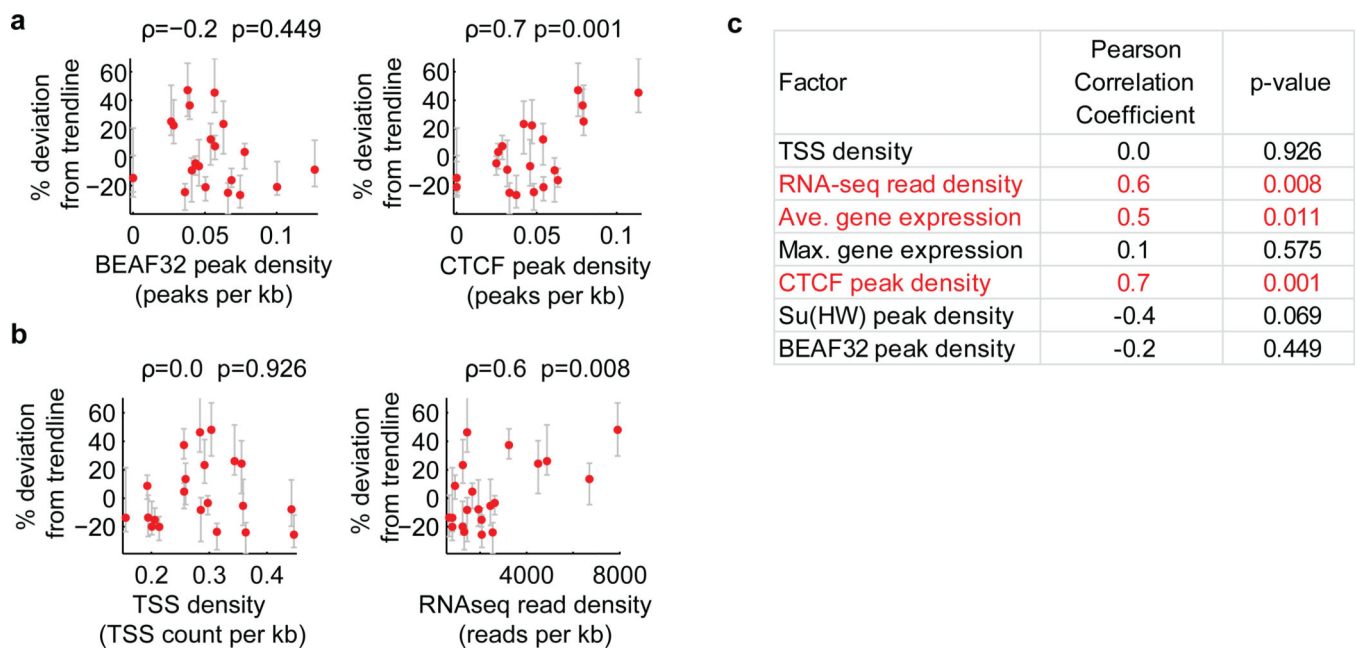 a
ρ=−0.2 p=0.449
% deviation
from trendline
60
40
20
0
−20
0
0.05
0.1
BEAF32 peak density
(peaks per kb)
ρ=0.7 p=0.001
% deviation
from trendline
60
40
20
0
−20
0
0.05
0.1
CTCF peak density
(peaks per kb)
b
ρ=0.0 p=0.926
% deviation
from trendline
60
40
20
0
−20
0.2
0.3
0.4
TSS density
(TSS count per kb)
ρ=0.6 p=0.008
% deviation
from trendline
60
40
20
0
−20
4000
8000
RNAseq read density
(reads per kb)
c
Factor Pearson Correlation Coefficient p-value
TSS density 0.0 0.926
RNA-seq read density 0.6 0.008
Ave. gene expression 0.5 0.011
Max. gene expression 0.1 0.575
CTCF peak density 0.7 0.001
Su(HW) peak density -0.4 0.069
BEAF32 peak density -0.2 0.449